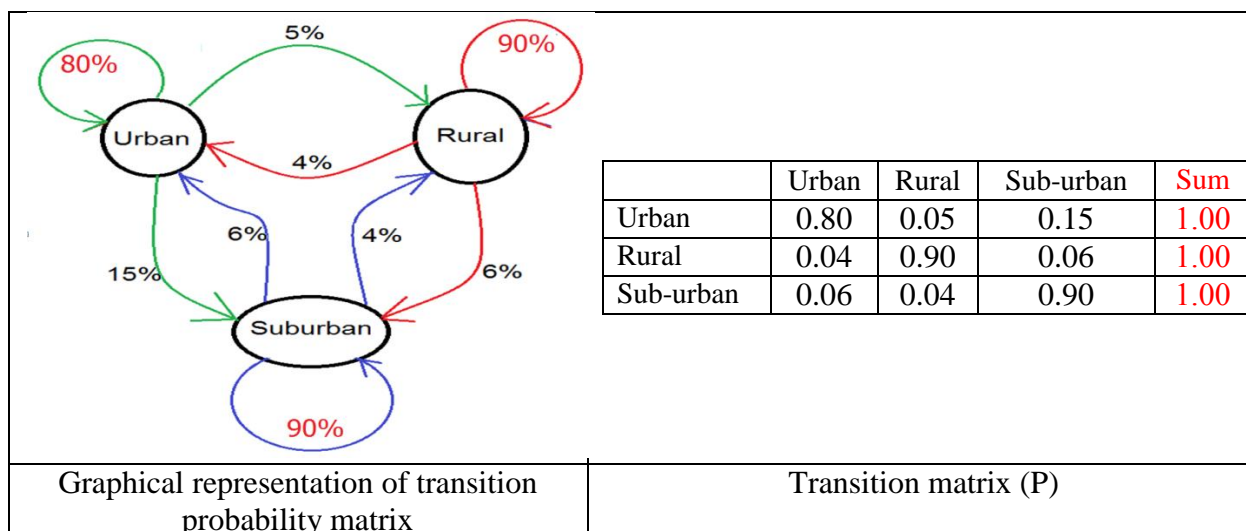 5%
90%
80%
Urban
Rural
4%
6%
4%
15%
6%
Suburban
90%
Urban Rural Sub-urban Sum
Urban 0.80 0.05 0.15 1.00
Rural 0.04 0.90 0.06 1.00
Sub-urban 0.06 0.04 0.90 1.00
Graphical representation of transition
probability matrix
Transition matrix (P)